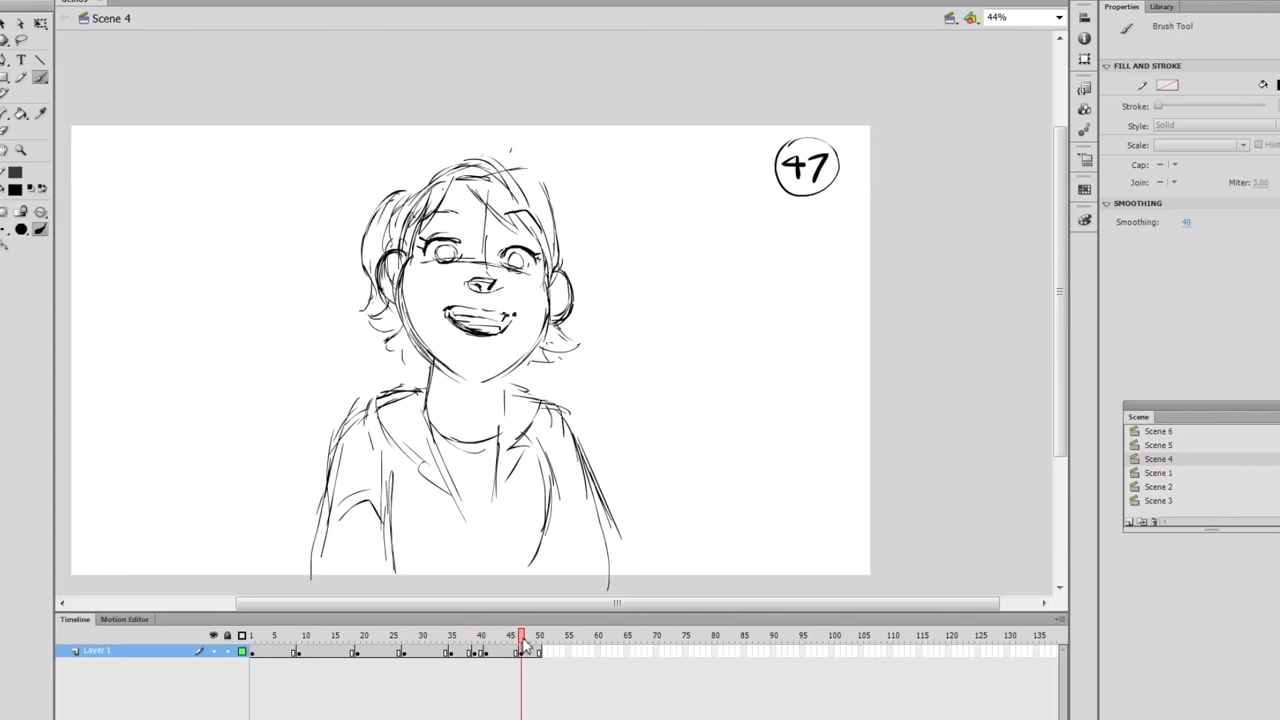 Scene 4
44%
Properties Library
Brush Tool
FILL AND STROKE
Stroke:
Style: Solid
Scale:
Cap:
Join: Miter: 3.00
SMOOTHING
Smoothing: 40
47
T
Scene
Scene 6
Scene 5
Scene 4
Scene 1
Scene 2
Scene 3
Timeline Motion Editor
1 5 10 15 20 25 30 35 40 45 50 55 60 65 70 75 80 85 90 95 100 105 110 115 120 125 130 135
Layer 1